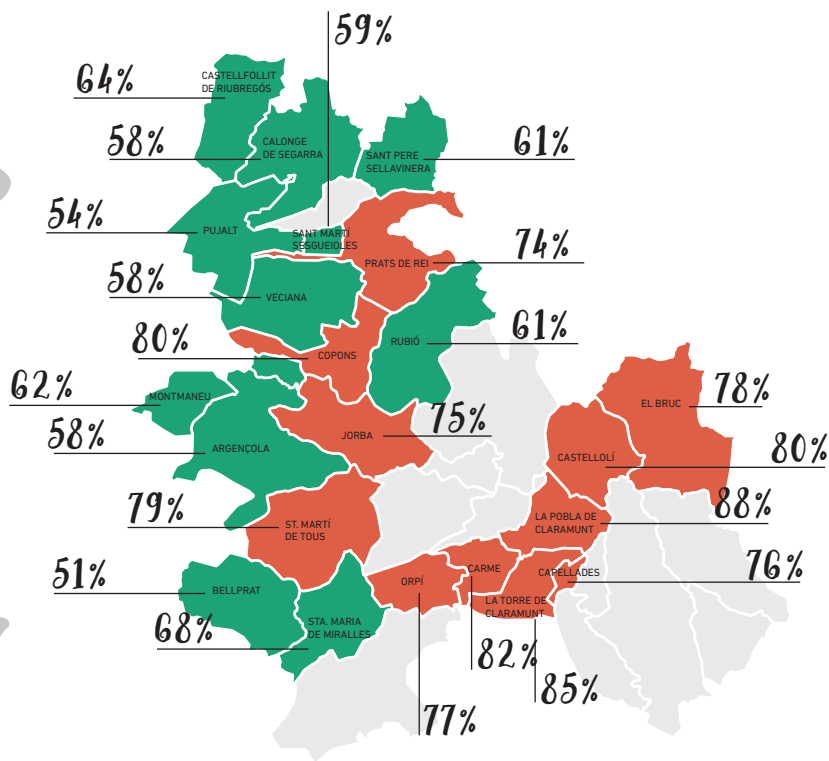 59%
64%
CASTELLFOLLIT
DE RIUBREGÓS
58%
CALONGE
DE SEGARRA
SANT PERE
SELLAVINERA
61%
54%
PUJALT
SANT MARTÍ
SESGUEIOLES
PRATS DE REI
74%
58%
VECIANA
80%
COPONS
RUBIÓ
61%
62%
MONTMANEU
EL BRUC
78%
58%
ARGENÇOLA
JORBA
75%
CASTELLOLÍ
80%
79%
ST. MARTÍ
DE TOUS
LA POBLA DE
CLARAMUNT
88%
51%
BELLPRAT
ORPÍ
CARME
CAPELLADES
76%
68%
STA. MARIA
DE MIRALLES
LA TORRE DE
CLARAMUNT
82%
85%
77%